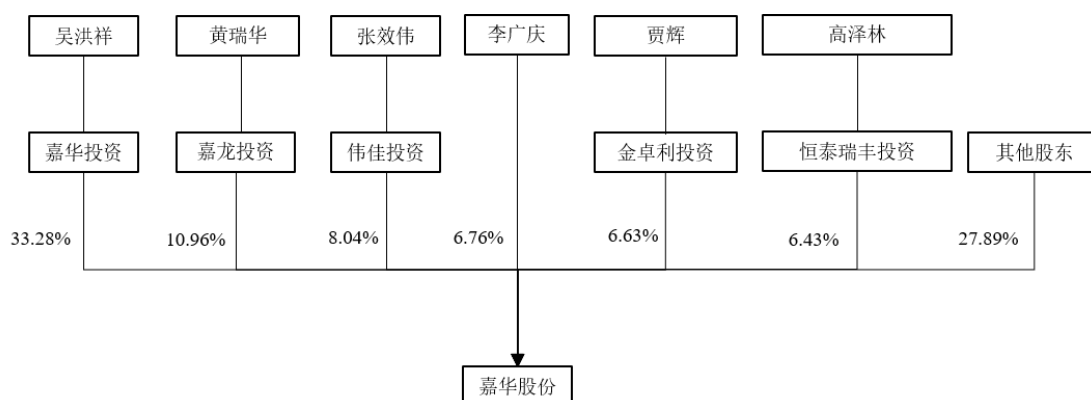 吴洪祥
黄瑞华
张效伟
李广庆
贾辉
高泽林
嘉华投资
嘉龙投资
伟佳投资
金卓利投资
恒泰瑞丰投资
其他股东
33.28%
10.96%
8.04%
6.76%
6.63%
6.43%
27.89%
嘉华股份